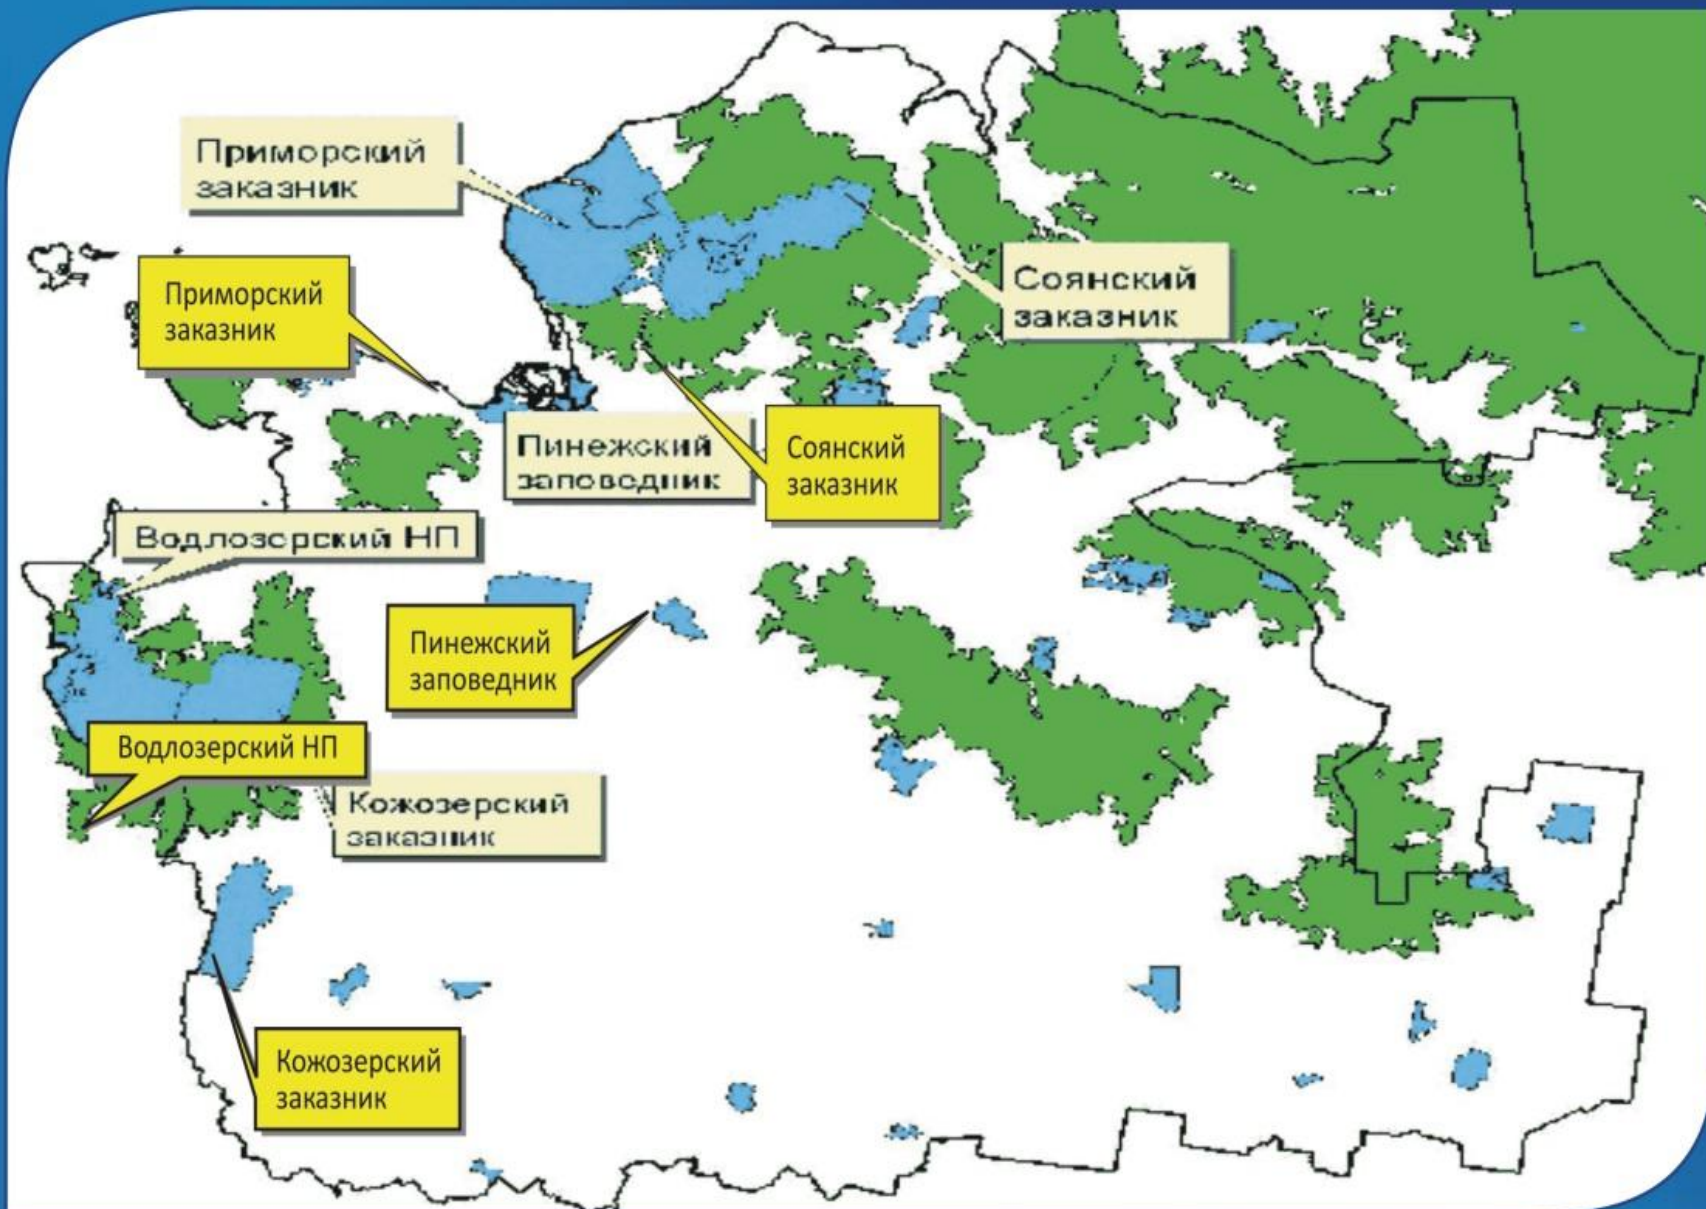 Приморский
заказник
Приморский
заказник
Соянский
заказник
Пинежский
заповедник
Соянский
заказник
Водлозерский НП
Пинежский
заповедник
Водлозерский НП
Кожозерский
заказник
Кожозерский
заказник